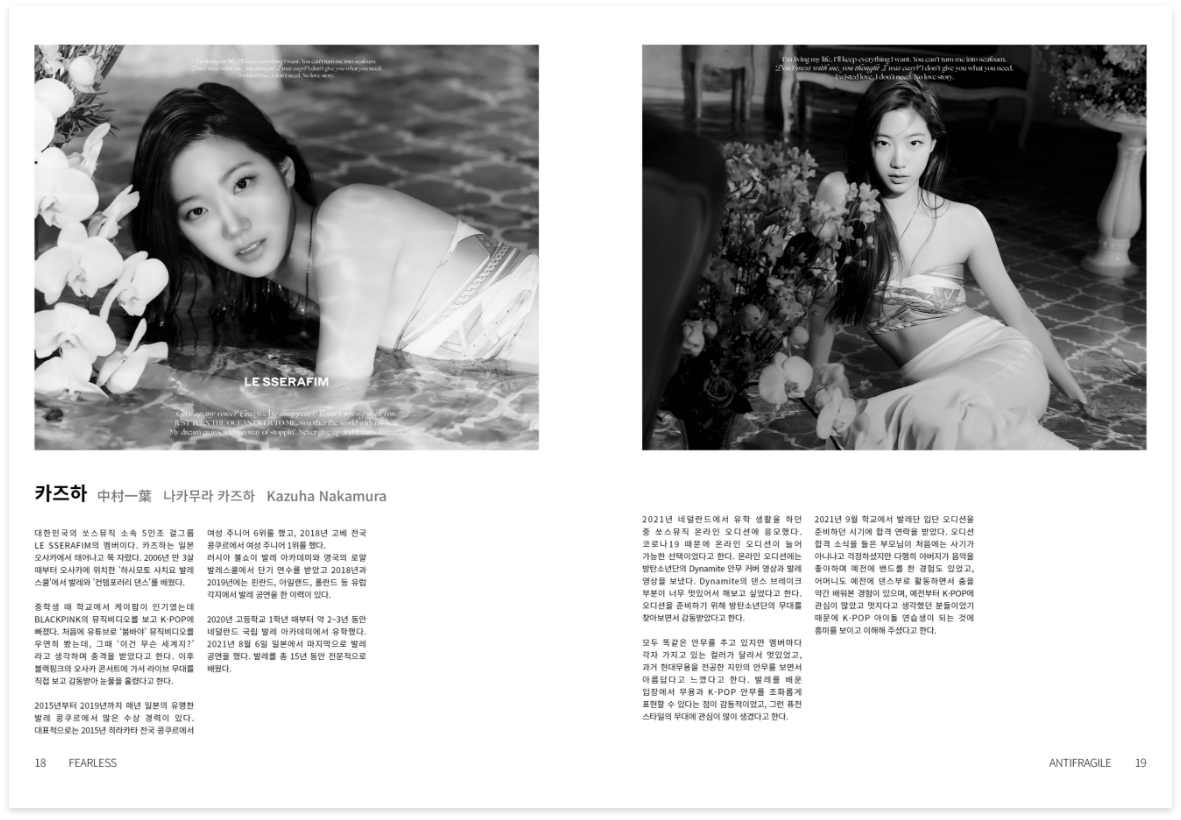 I'm living my life. I'll keep everything I want. You can't turn me into seafoam.
Don't mess with me, you thought I was easy? I don't give you what you need.
Twisted love, I don't need. No love story.
LE SSERAFIM
Give up my voice? Crazy
JUST TURN THE OCEAN OVER TO ME. Smother the world with my
My dream grows with no way of stoppin'. Never give up
카즈하 中村一葉 나카무라 카즈하 Kazuha Nakamura
대한민국의 쏘스뮤직 소속 5인조 걸그룹
LE SSERAFIM의 멤버이다. 카즈하는 일본
오사카에서 태어나고 쭉 자랐다. 2006년 만 3살
때부터 오사카에 위치한 '하시모토 사치요 발레
스쿨'에서 발레와 '컨템포러리 댄스'를 배웠다.
중학생 때 학교에서 케이팝이 인기였는데
BLACKPINK의 뮤직비디오를 보고 K-POP에
빠졌다. 처음에 유튜브로 '붐바야' 뮤직비디오를
우연히 봤는데, 그때 '이건 무슨 세계지?'
라고 생각하며 충격을 받았다고 한다. 이후
블랙핑크의 오사카 콘서트에 가서 라이브 무대를
직접 보고 감동받아 눈물을 흘렸다고 한다.
2015년부터 2019년까지 매년 일본의 유명한
발레 콩쿠르에서 많은 수상 경력이 있다.
대표적으로는 2015년 히라카타 전국 콩쿠르에서
여성 주니어 6위를 했고, 2018년 고베 전국
콩쿠르에서 여성 주니어 1위를 했다.
러시아 볼쇼이 발레 아카데미와 영국의 로얄
발레스쿨에서 단기 연수를 받았고 2018년과
2019년에는 핀란드, 아일랜드, 폴란드 등 유럽
각지에서 발레 공연을 한 이력이 있다.
2020년 고등학교 1학년 때부터 약 2~3년 동안
네덜란드 국립 발레 아카데미에서 유학했다.
2021년 8월 6일 일본에서 마지막으로 발레
공연을 했다. 발레를 총 15년 동안 전문적으로
배웠다.
18 FEARLESS
I'm living my life. I'll keep everything I want. You can't turn me into seafoam.
Don't mess with me, you thought I was easy? I don't give you what you need.
Twisted love, I don't need. No love story.
2021년 네덜란드에서 유학 생활을 하던
중 쏘스뮤직 온라인 오디션에 응모했다.
코로나19 때문에 온라인 오디션이 늘어
가능한 선택이었다고 한다. 온라인 오디션에는
방탄소년단의 Dynamite 안무 커버 영상과 발레
영상을 보냈다. Dynamite의 댄스 브레이크
부분이 너무 멋있어서 해보고 싶었다고 한다.
오디션을 준비하기 위해 방탄소년단의 무대를
찾아보면서 감동받았다고 한다.
모두 똑같은 안무를 추고 있지만 멤버마다
각자 가지고 있는 컬러가 달라서 멋있었고,
과거 현대무용을 전공한 지민의 안무를 보면서
아름답다고 느꼈다고 한다. 발레를 배운
입장에서 무용과 K-POP 안무를 조화롭게
표현할 수 있다는 점이 감동적이었고, 그런 퓨전
스타일의 무대에 관심이 많이 생겼다고 한다.
2021년 9월 학교에서 발레단 입단 오디션을
준비하던 시기에 합격 연락을 받았다. 오디션
합격 소식을 들은 부모님이 처음에는 사기가
아니냐고 걱정하셨지만 다행히 아버지가 음악을
좋아하며 예전에 밴드를 한 경험도 있었고,
어머니도 예전에 댄스부로 활동하면서 춤을
약간 배워본 경험이 있으며, 예전부터 K-POP에
관심이 많았고 멋지다고 생각했던 분들이었기
때문에 K-POP 아이돌 연습생이 되는 것에
흥미를 보이고 이해해 주셨다고 한다.
ANTIFRAGILE 19